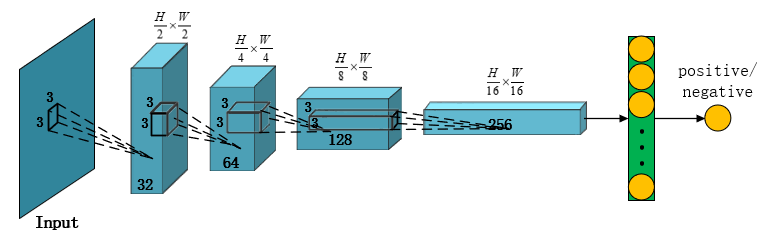 H/2 × W/2
H/4 × W/4
H/8 × W/8
H/16 × W/16
3
3
3
3
3
3
3
3
32
64
128
256
positive/
negative
Input